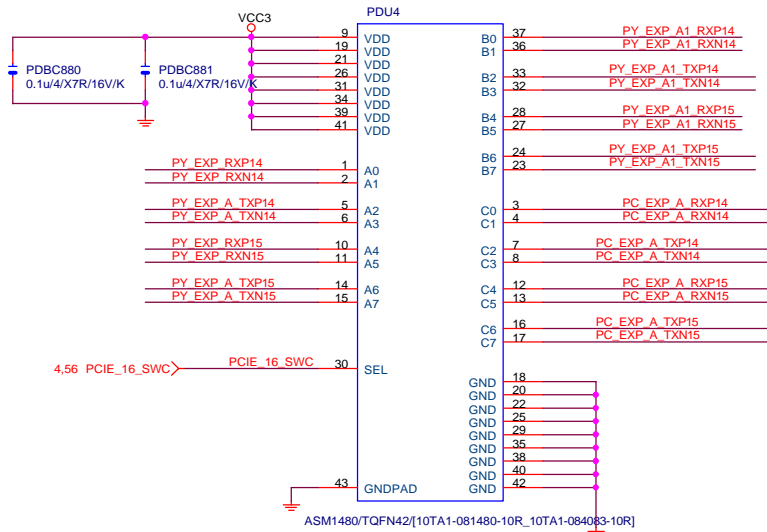 VCC3
PDU4
PDBC880
0.1u/4/X7R/16V/K
PDBC881
0.1u/4/X7R/16V/K
9 VDD
19 VDD
21 VDD
26 VDD
31 VDD
34 VDD
39 VDD
41 VDD
PY_EXP_RXP14 1 A0
PY_EXP_RXN14 2 A1
PY_EXP_A_TXP14 5 A2
PY_EXP_A_TXN14 6 A3
PY_EXP_RXP15 10 A4
PY_EXP_RXN15 11 A5
PY_EXP_A_TXP15 14 A6
PY_EXP_A_TXN15 15 A7
4,56 PCIE_16_SWC PCIE_16_SWC 30 SEL
43 GNDPAD
B0 37 PY_EXP_A1_RXP14
B1 36 PY_EXP_A1_RXN14
B2 33 PY_EXP_A1_TXP14
B3 32 PY_EXP_A1_TXN14
B4 28 PY_EXP_A1_RXP15
B5 27 PY_EXP_A1_RXN15
B6 24 PY_EXP_A1_TXP15
B7 23 PY_EXP_A1_TXN15
C0 3 PC_EXP_A_RXP14
C1 4 PC_EXP_A_RXN14
C2 7 PC_EXP_A_TXP14
C3 8 PC_EXP_A_TXN14
C4 12 PC_EXP_A_RXP15
C5 13 PC_EXP_A_RXN15
C6 16 PC_EXP_A_TXP15
C7 17 PC_EXP_A_TXN15
GND 18
GND 20
GND 22
GND 25
GND 29
GND 35
GND 38
GND 40
GND 42
ASM1480/TQFN42/[10TA1-081480-10R_10TA1-084083-10R]